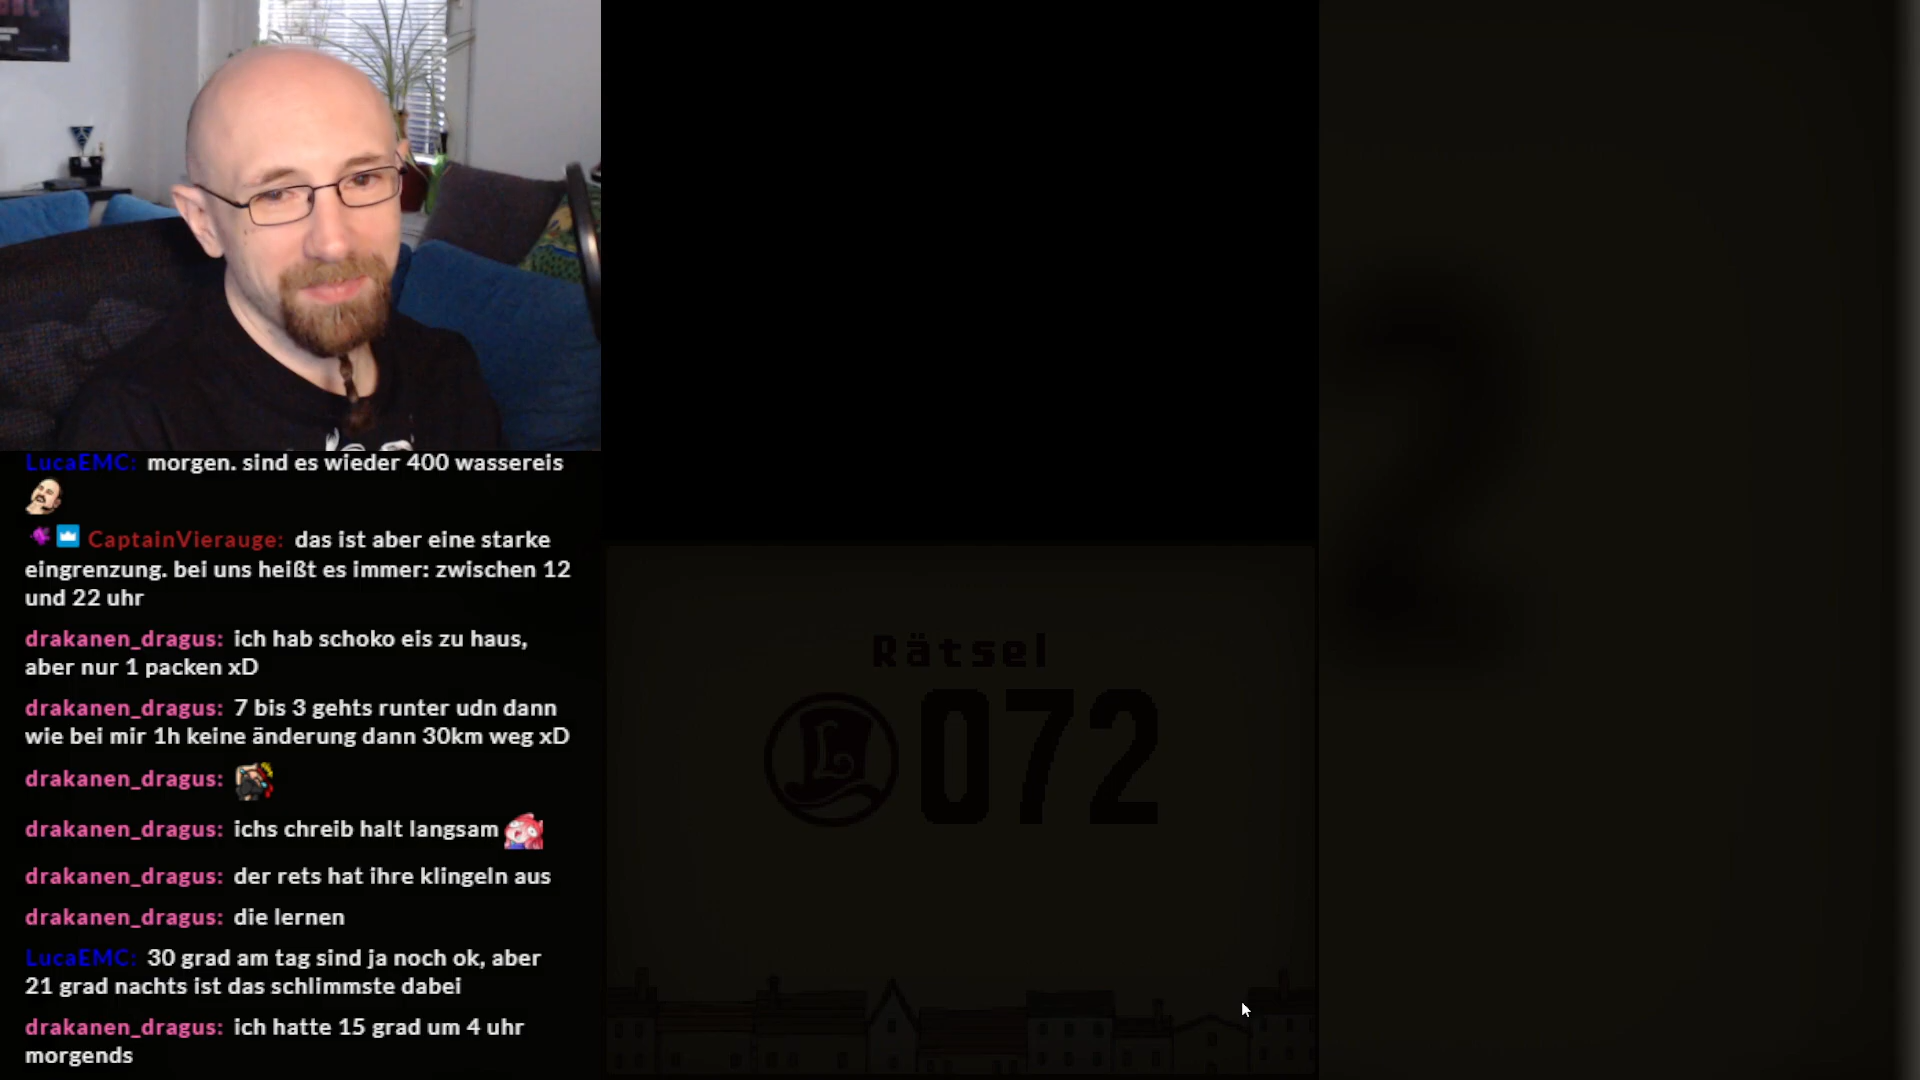 LucaEMC: morgen. sind es wieder 400 wassereis
CaptainVierauge: das ist aber eine starke
eingrenzung. bei uns heißt es immer: zwischen 12
und 22 uhr
drakanen_dragus: ich hab schoko eis zu haus,
aber nur 1 packen xD
drakanen_dragus: 7 bis 3 gehts runter udn dann
wie bei mir 1h keine änderung dann 30km weg xD
drakanen_dragus:
drakanen_dragus: ichs chreib halt langsam
drakanen_dragus: der rets hat ihre klingeln aus
drakanen_dragus: die lernen
LucaEMC: 30 grad am tag sind ja noch ok, aber
21 grad nachts ist das schlimmste dabei
drakanen_dragus: ich hatte 15 grad um 4 uhr
morgends
Rätsel
L 072
2